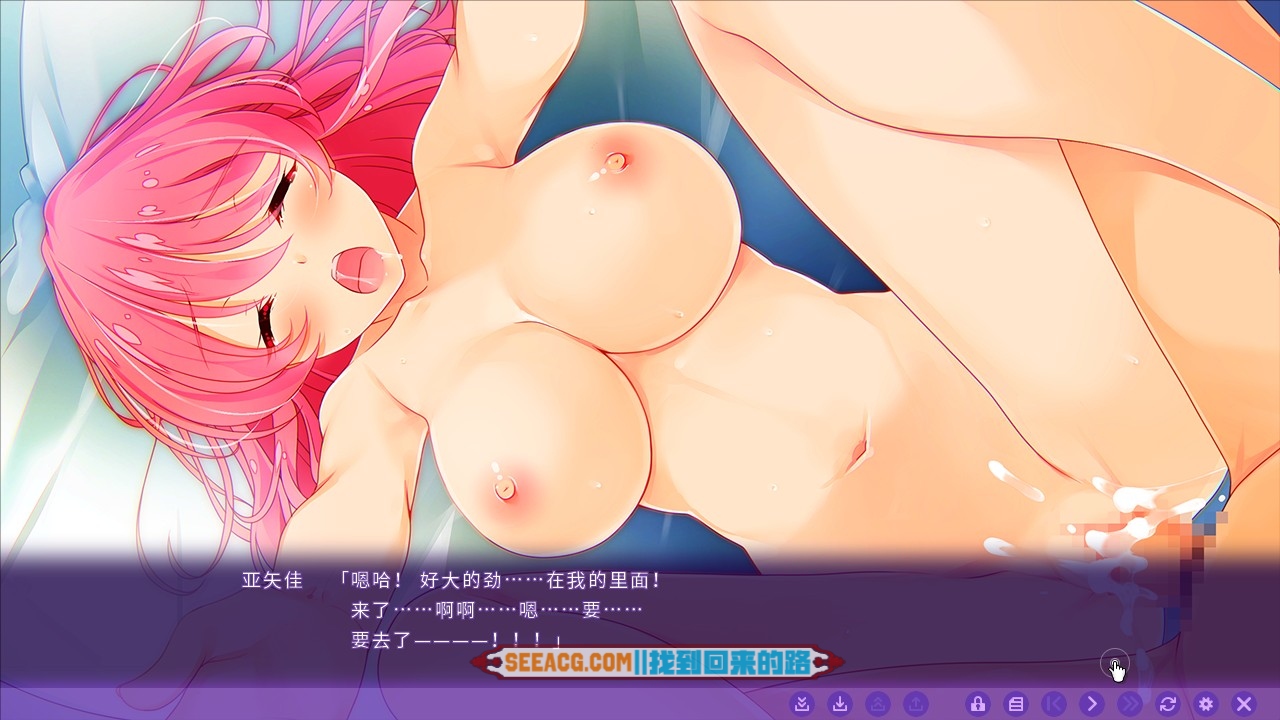 亚矢佳 「嗯哈！ 好大的劲……在我的里面！
来了……啊啊……嗯……要……
要去了————！！！」
SEEACG.COM||找到回来的路